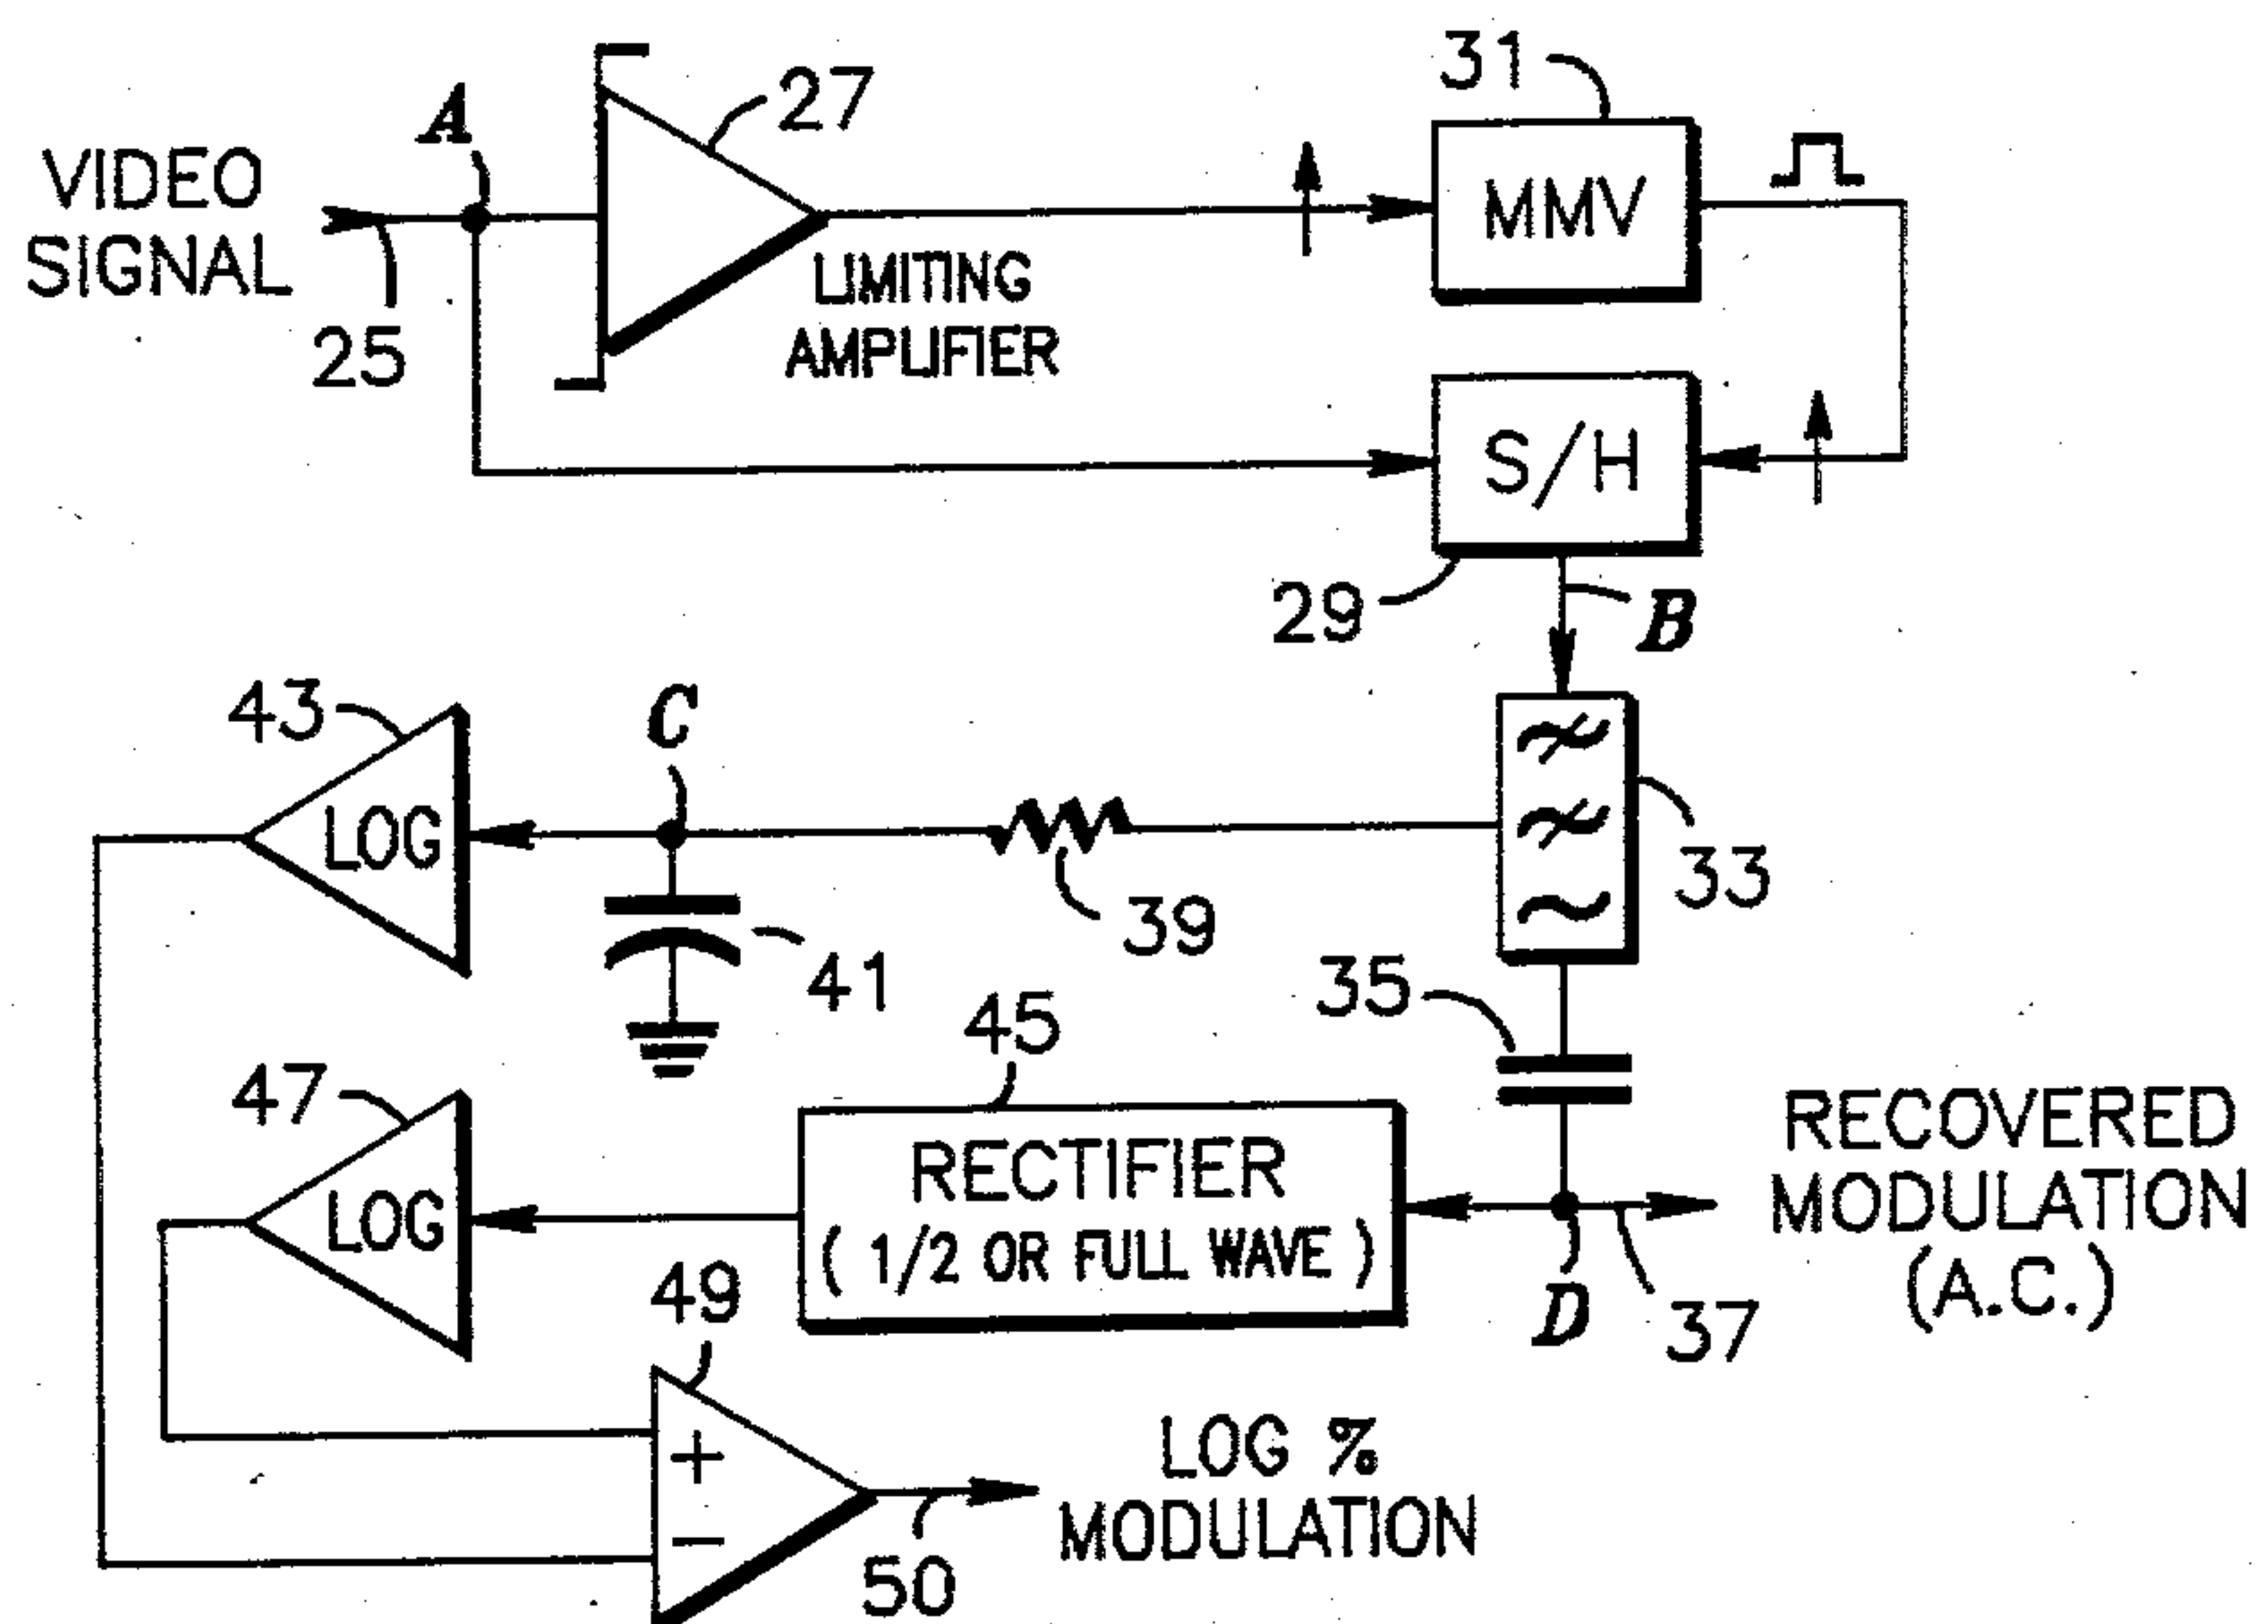 31
27
A
VIDEO
SIGNAL
MMV
LIMITING
AMPLIFIER
25
S/H
29
B
43
C
LOG
33
39
41
35
45
47
RECTIFIER
( 1/2 OR FULL WAVE )
RECOVERED
MODULATION
(A.C.)
LOG
49
D
37
+
LOG %
MODULATION
−
50